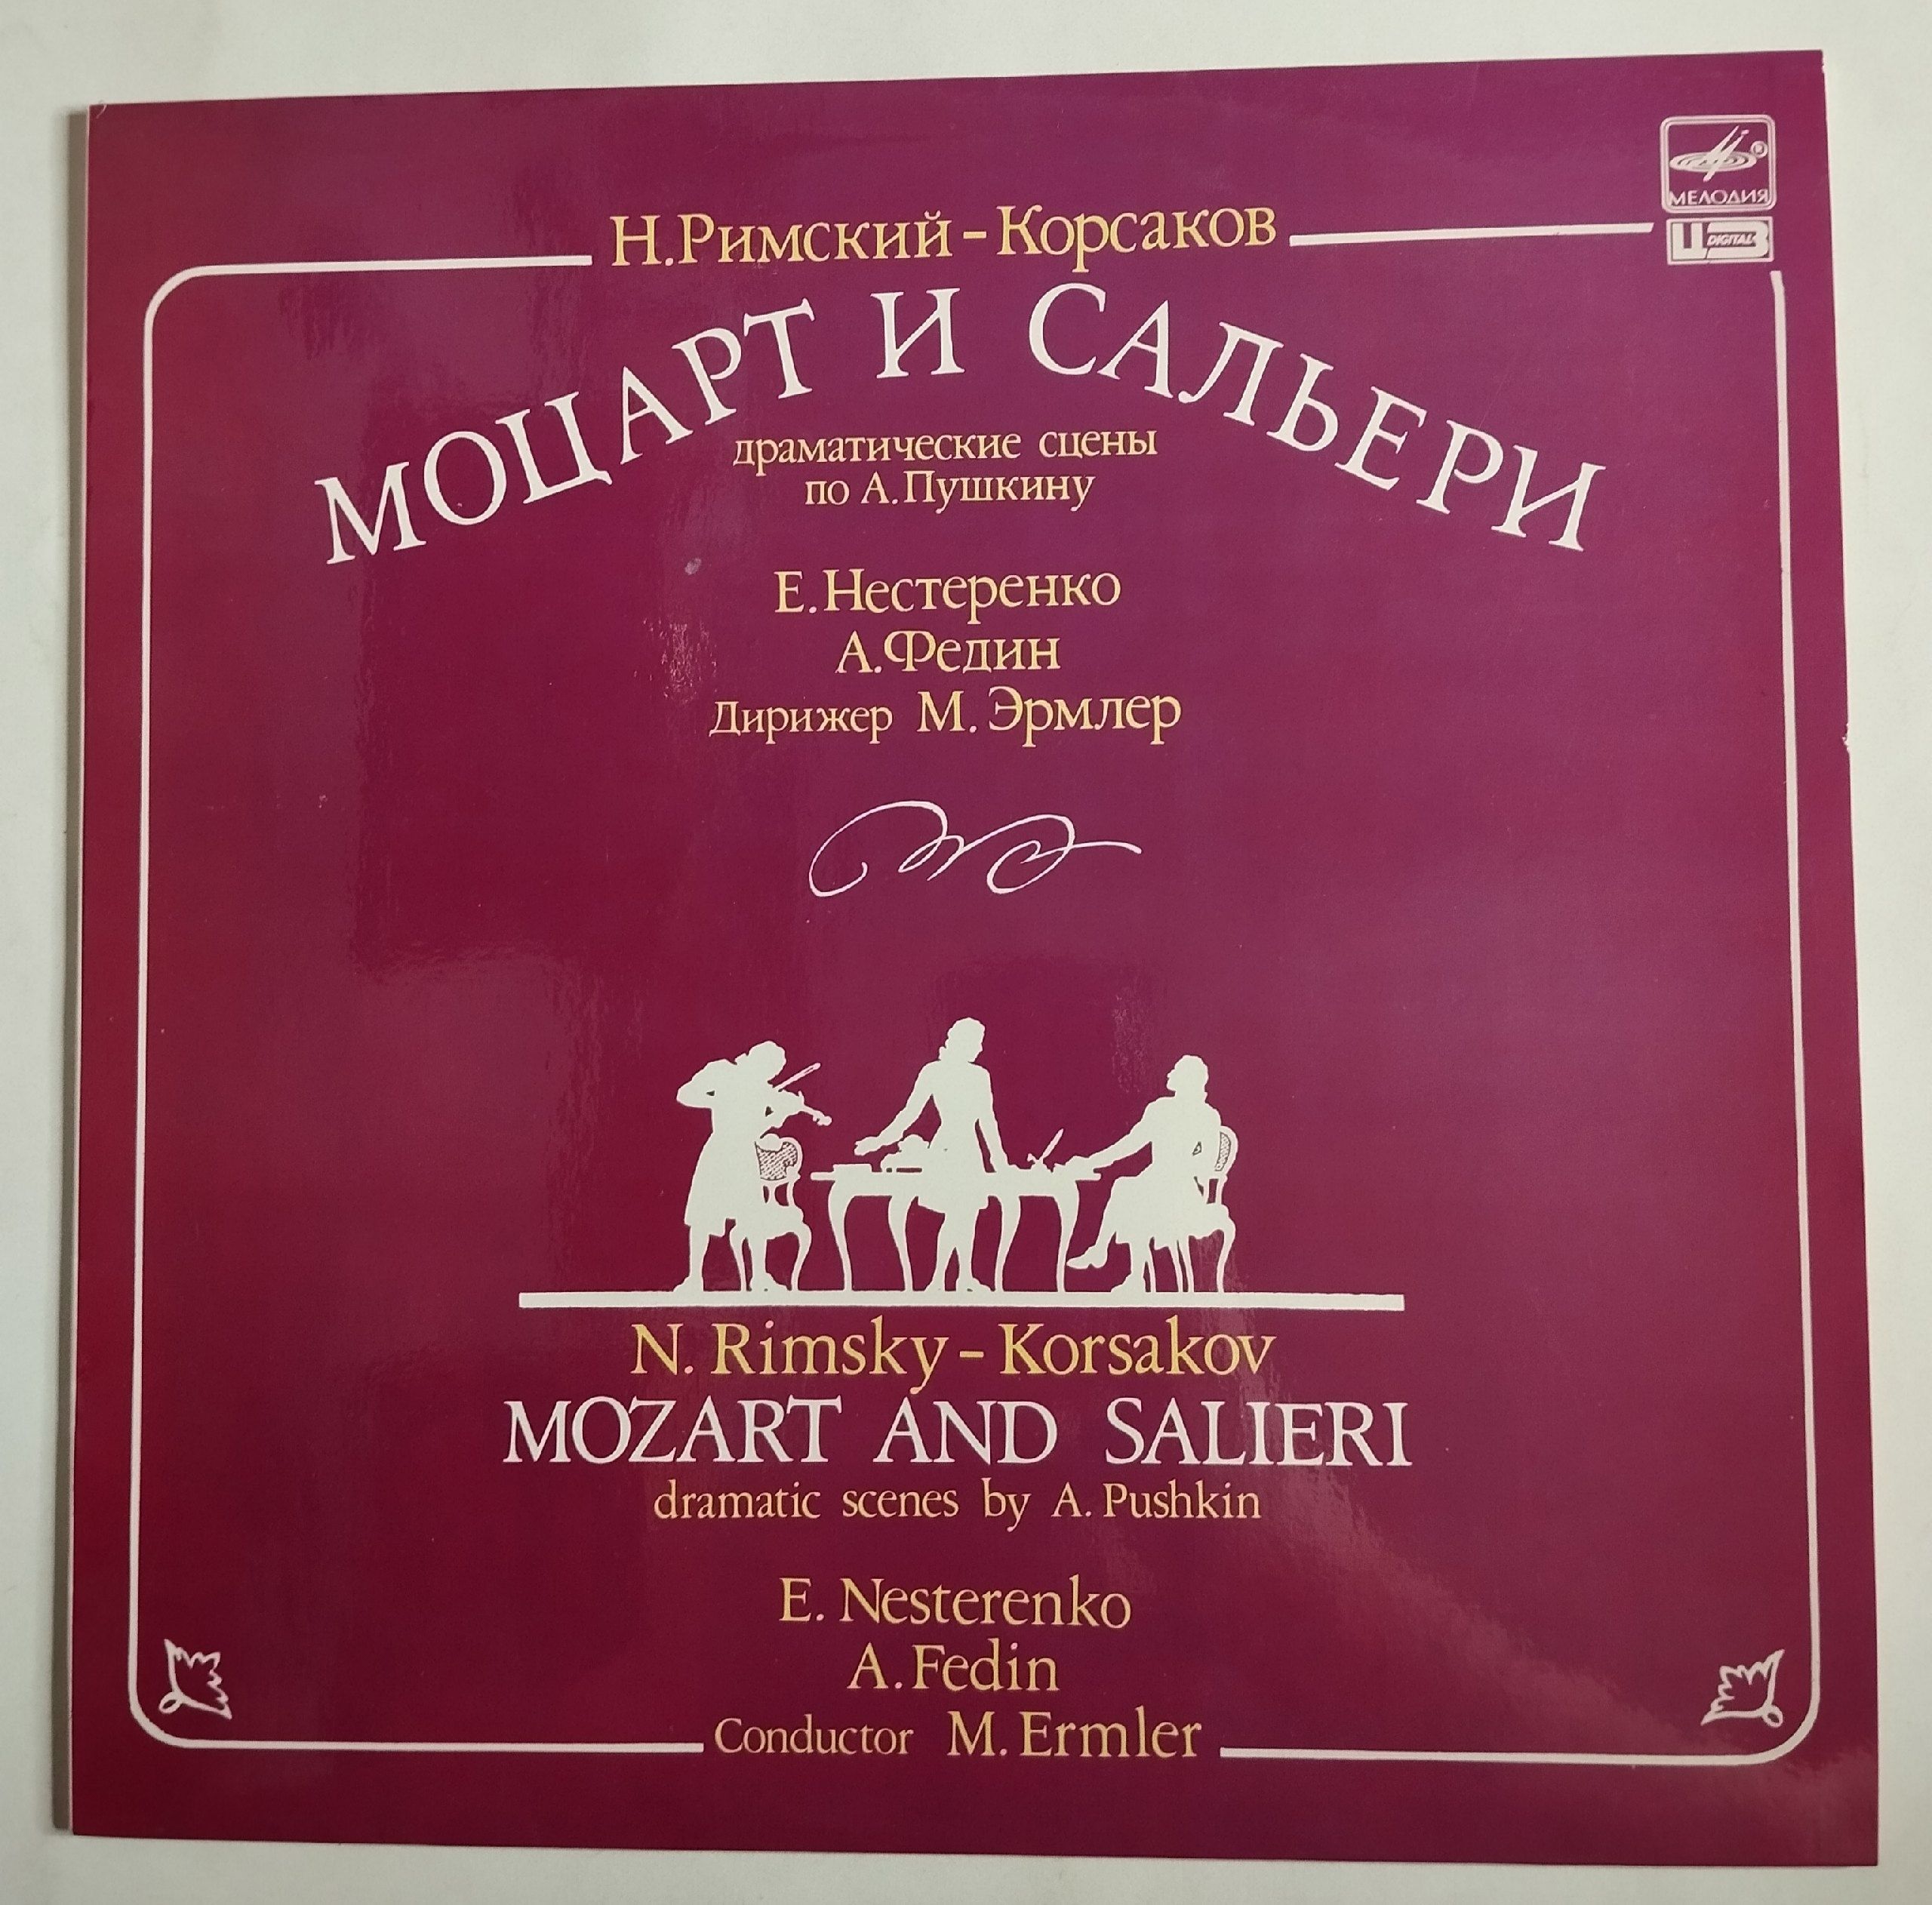 МЕЛОДИЯ
ЦЗ DIGITAL
Н.Римский-Корсаков
МОЦАРТ И САЛЬЕРИ
драматические сцены
по А.Пушкину
Е.Нестеренко
А.Федин
Дирижер М.Эрмлер
N. Rimsky-Korsakov
MOZART AND SALIERI
dramatic scenes by A. Pushkin
E. Nesterenko
A. Fedin
Conductor M. Ermler